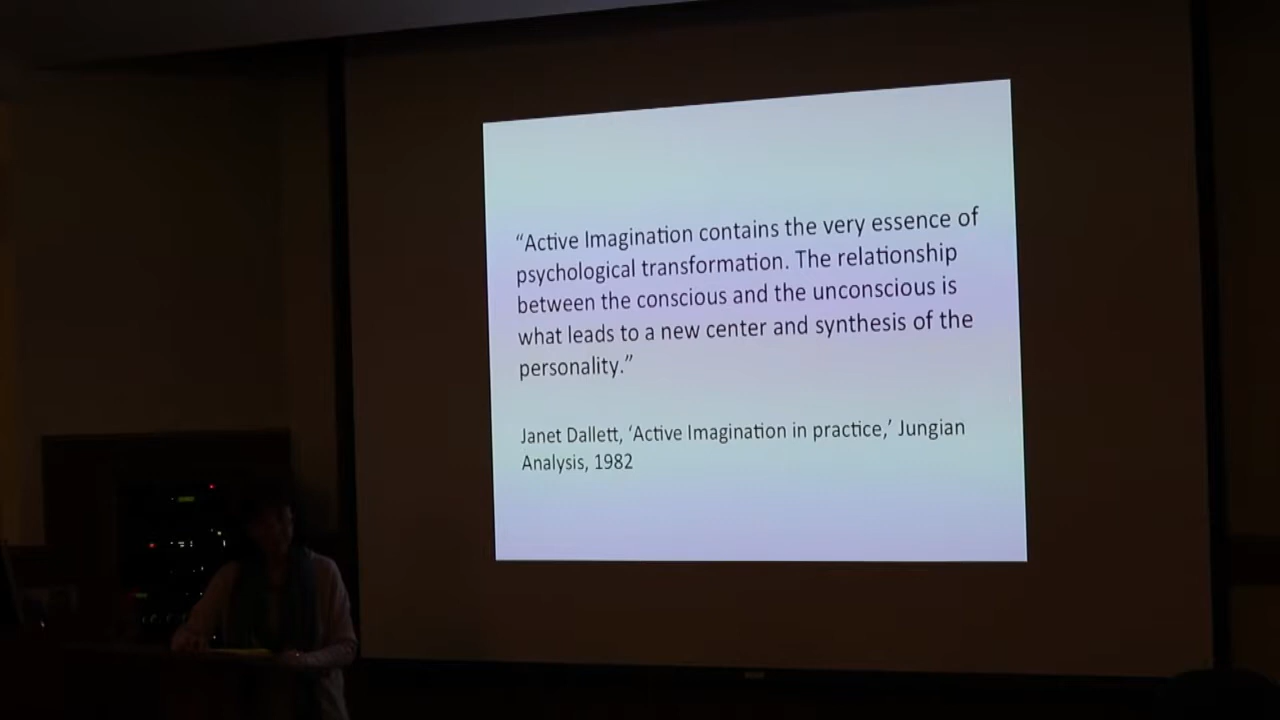 “Active Imagination contains the very essence of
psychological transformation. The relationship
between the conscious and the unconscious is
what leads to a new center and synthesis of the
personality.”
Janet Dallett, ‘Active Imagination in practice,’ Jungian
Analysis, 1982